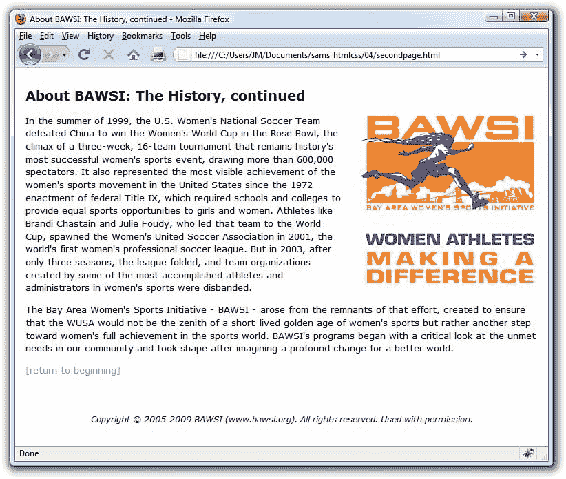 About BAWSI: The History, continued - Mozilla Firefox
File Edit View History Bookmarks Tools Help
file:///C:/Users/JM/Documents/sams_htmlcss/04/secondpage.html
About BAWSI: The History, continued
In the summer of 1999, the U.S. Women's National Soccer Team
defeated China to win the Women's World Cup in the Rose Bowl, the
climax of a three-week, 16-team tournament that remains history's
most successful women's sports event, drawing more than 600,000
spectators. It also represented the most visible achievement of the
women's sports movement in the United States since the 1972
enactment of federal Title IX, which required schools and colleges to
provide equal sports opportunities to girls and women. Athletes like
Brandi Chastain and Julie Foudy, who led that team to the World
Cup, spawned the Women's United Soccer Association in 2001, the
world's first women's professional soccer league. But in 2003, after
only three seasons, the league folded, and team organizations
created by some of the most accomplished athletes and
administrators in women's sports were disbanded.
BAWSI
BAY AREA WOMEN'S SPORTS INITIATIVE
WOMEN ATHLETES
MAKING A
DIFFERENCE
The Bay Area Women's Sports Initiative - BAWSI - arose from the remnants of that effort, created to ensure
that the WUSA would not be the zenith of a short-lived golden age of women's sports but rather another step
toward women's full achievement in the sports world. BAWSI's programs began with a critical look at the unmet
needs in our community and took shape after imagining a profound change for a better world.
[return to beginning]
Copyright © 2005-2009 BAWSI (www.bawsi.org). All rights reserved. Used with permission.
Done